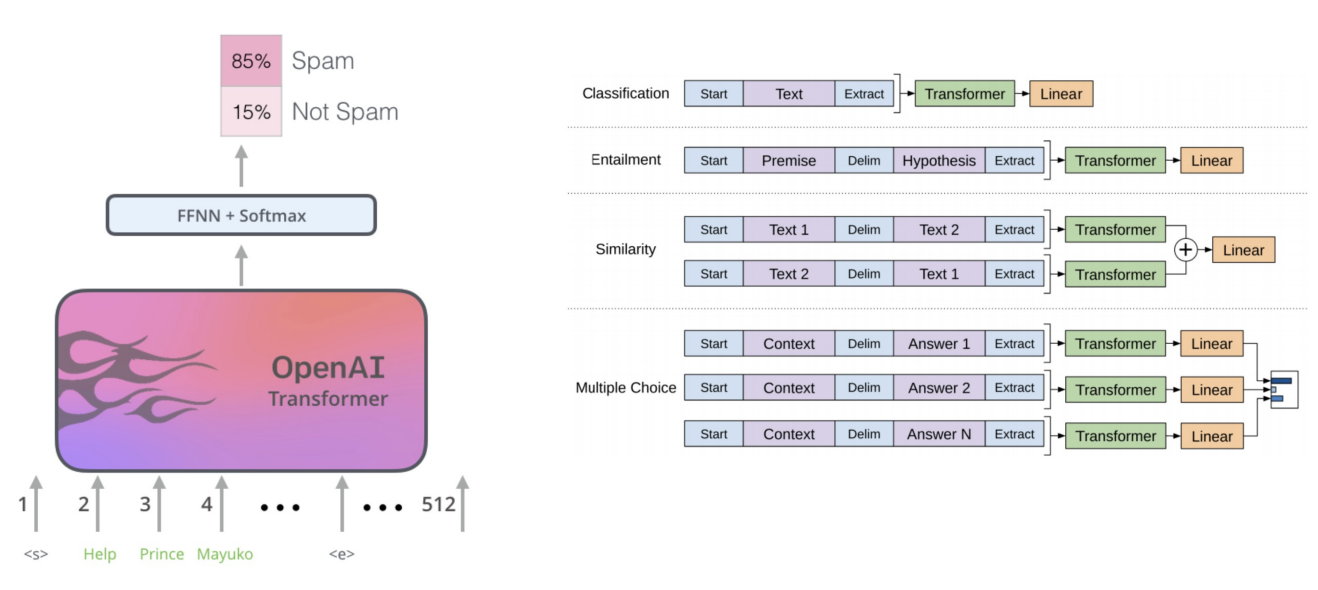 85% Spam
15% Not Spam
FFNN + Softmax
OpenAI
Transformer
1 2 3 4 ••• ••• 512
<s> Help Prince Mayuko <e>
Classification Start Text Extract Transformer Linear
Entailment Start Premise Delim Hypothesis Extract Transformer Linear
Start Text 1 Delim Text 2 Extract Transformer
Similarity + Linear
Start Text 2 Delim Text 1 Extract Transformer
Start Context Delim Answer 1 Extract Transformer Linear
Multiple Choice Start Context Delim Answer 2 Extract Transformer Linear
Start Context Delim Answer N Extract Transformer Linear